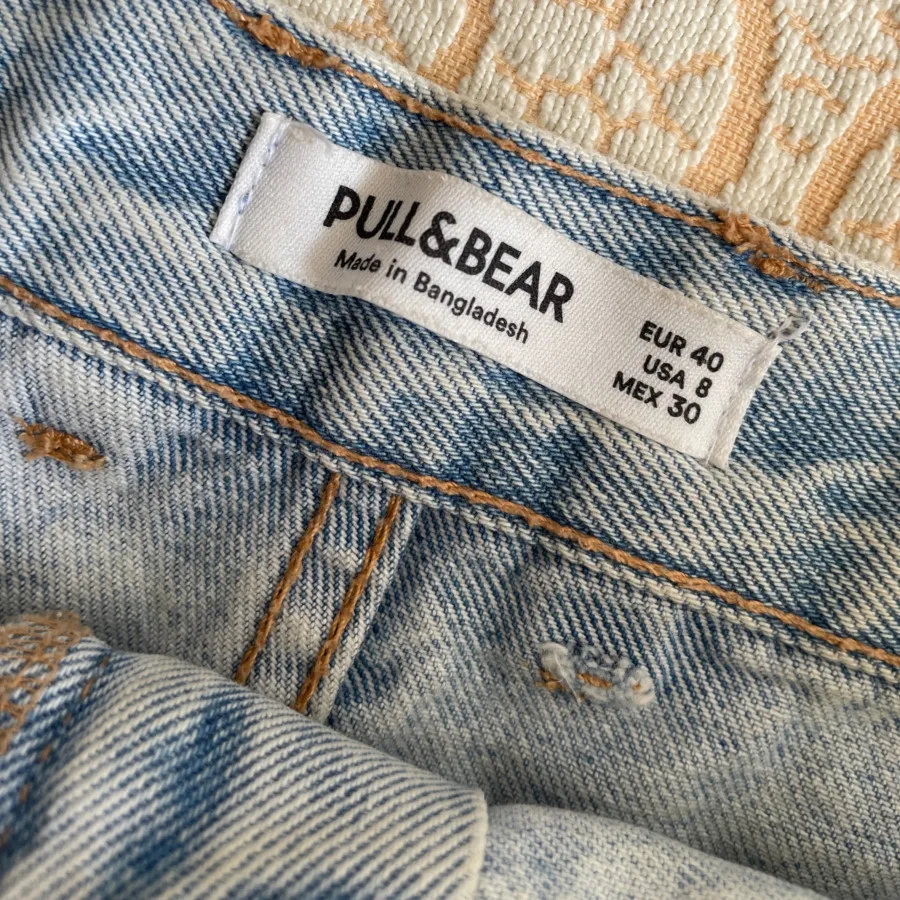 PULL&BEAR
Made in Bangladesh
EUR 40
USA 8
MEX 30